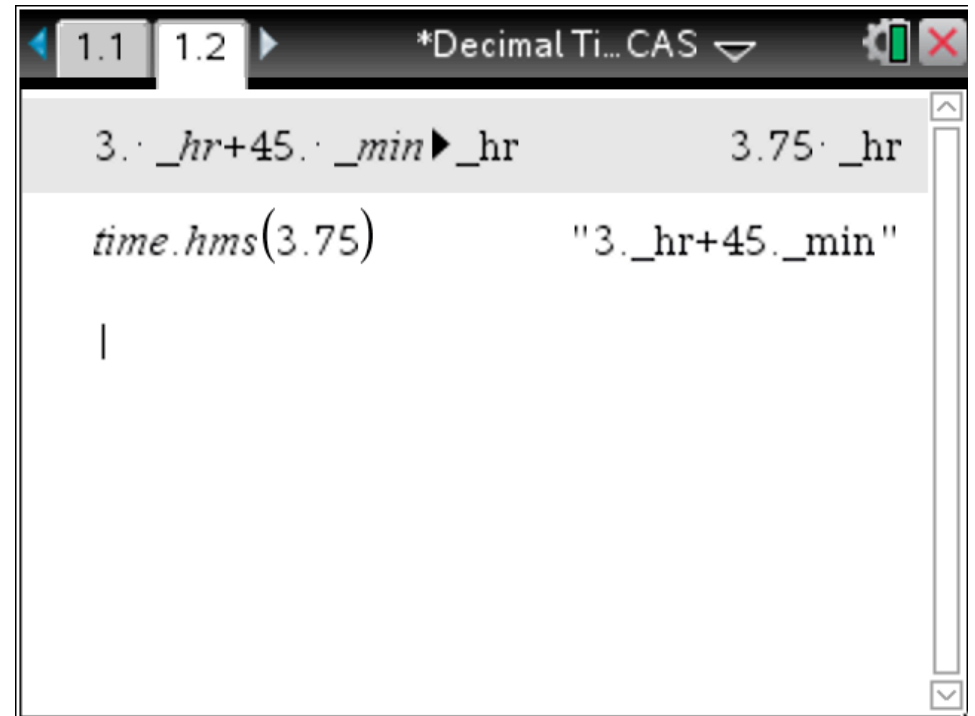 1.1 1.2 *Decimal Ti...CAS
3.· _hr+45.· _min▶_hr 3.75· _hr
time.hms(3.75) "3._hr+45._min"